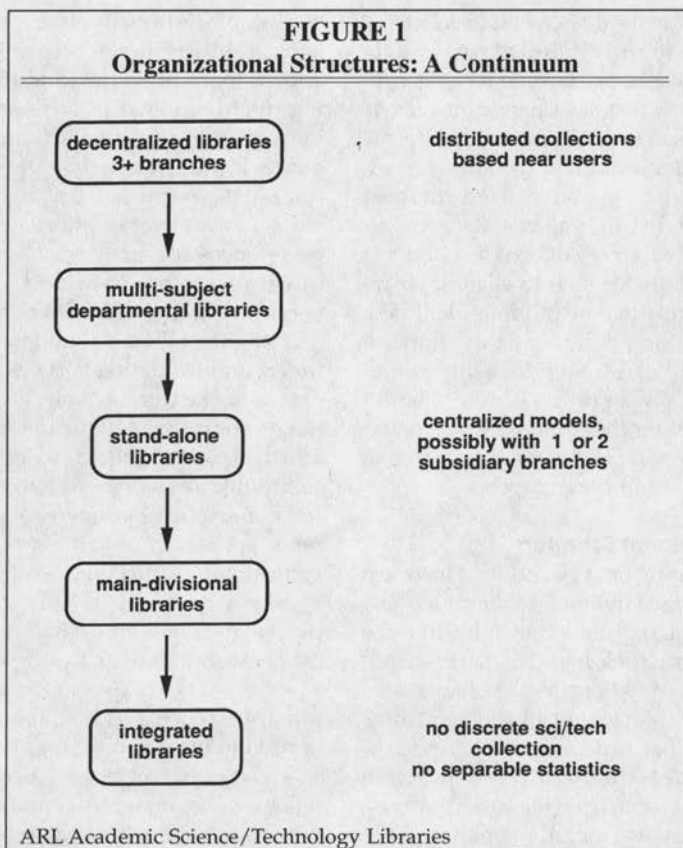 FIGURE 1
Organizational Structures: A Continuum
decentralized libraries
3+ branches
distributed collections
based near users
mullti-subject
departmental libraries
stand-alone
libraries
centralized models,
possibly with 1 or 2
subsidiary branches
main-divisional
libraries
integrated
libraries
no discrete sci/tech
collection
no separable statistics
ARL Academic Science/Technology Libraries